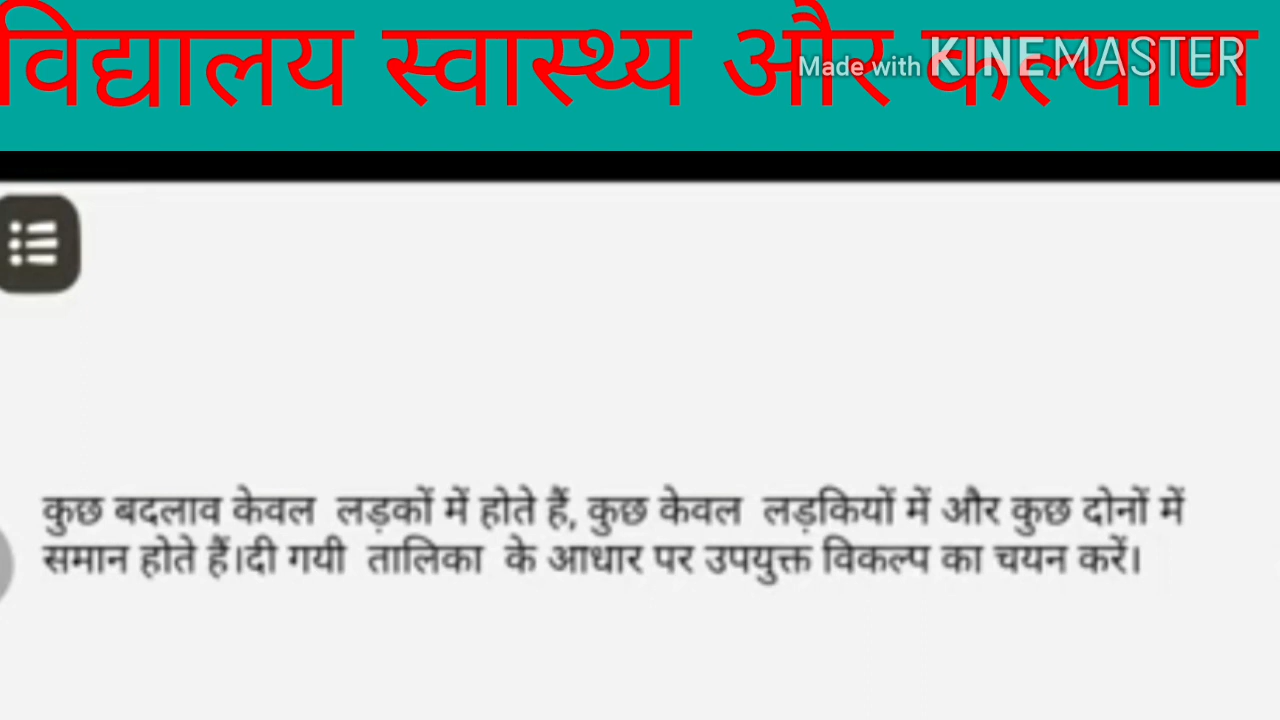 विद्यालय स्वास्थ्य और कल्याण
Made with KINEMASTER
कुछ बदलाव केवल लड़कों में होते हैं, कुछ केवल लड़कियों में और कुछ दोनों में
समान होते हैं।दी गयी तालिका के आधार पर उपयुक्त विकल्प का चयन करें।